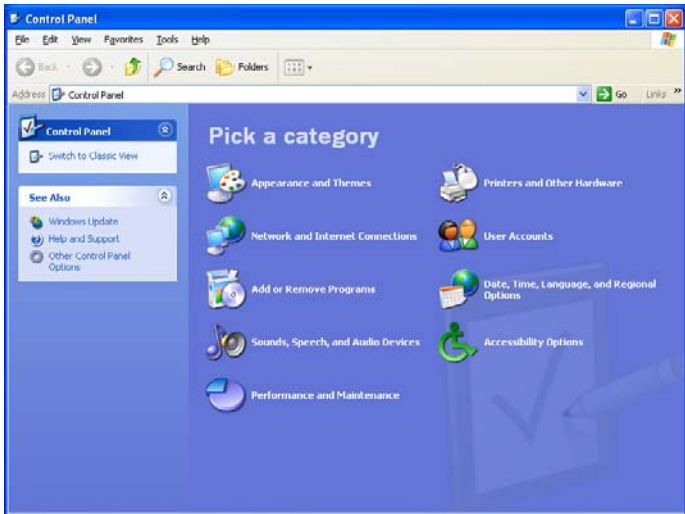 Control Panel
File Edit View Favorites Tools Help
Back Search Folders
Address Control Panel Go Links »
Control Panel
Switch to Classic View
See Also
Windows Update
Help and Support
Other Control Panel
Options
Pick a category
Appearance and Themes
Printers and Other Hardware
Network and Internet Connections
User Accounts
Add or Remove Programs
Date, Time, Language, and Regional
Options
Sounds, Speech, and Audio Devices
Accessibility Options
Performance and Maintenance